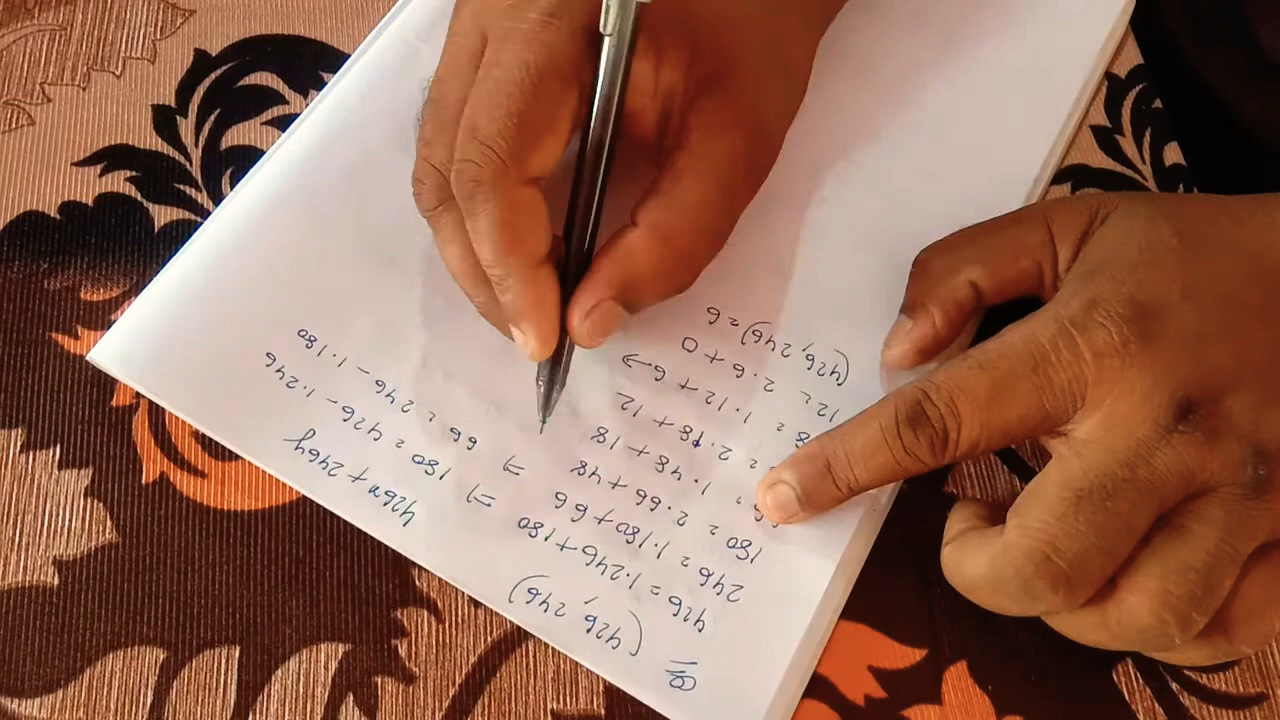 Q (426, 246) 426x + 246y
426 = 1.246 + 180 ⇒ 180 = 426 - 1.246
246 = 1.180 + 66 ⇒ 66 = 246 - 1.180
180 = 2.66 + 48
1.48 + 18
= 2.18 + 12
18 = 1.12 + 6 →
12 = 2.6 + 0
(426, 246) = 6